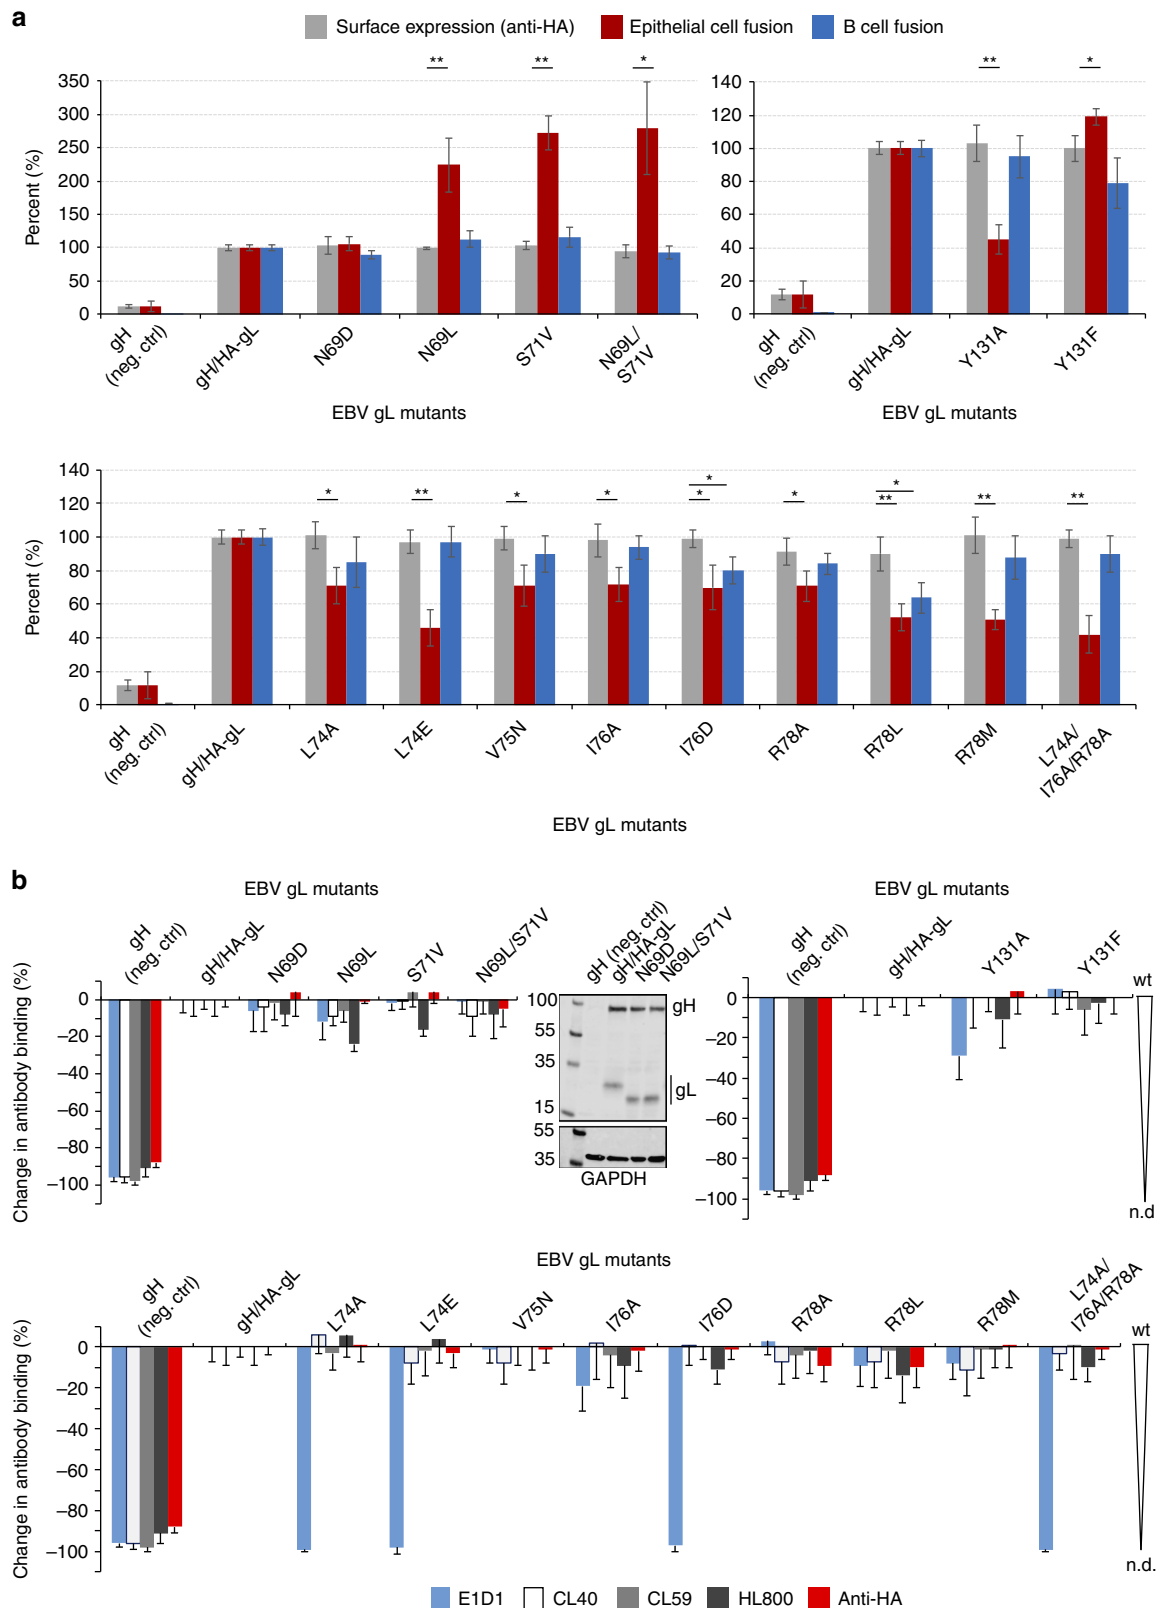 a
Surface expression (anti-HA) Epithelial cell fusion B cell fusion
Percent (%)
350
300
250
200
150
100
50
0
** ** *
gH (neg. ctrl) gH/HA-gL N69D N69L S71V N69L/S71V
EBV gL mutants
140
120
100
80
60
40
20
0
** *
gH (neg. ctrl) gH/HA-gL Y131A Y131F
EBV gL mutants
Percent (%)
140
120
100
80
60
40
20
0
* ** * * * * * ** * ** **
gH (neg. ctrl) gH/HA-gL L74A L74E V75N I76A I76D R78A R78L R78M L74A/I76A/R78A
EBV gL mutants
b
EBV gL mutants
gH (neg. ctrl) gH/HA-gL N69D N69L S71V N69L/S71V
Change in antibody binding (%)
0
−20
−40
−60
−80
−100
gH (neg. ctrl) gH/HA-gL N69D N69L/S71V
100
55
35
15
gH
gL
55
35
GAPDH
EBV gL mutants
gH (neg. ctrl) gH/HA-gL Y131A Y131F
0
−20
−40
−60
−80
−100
wt
n.d
EBV gL mutants
gH (neg. ctrl) gH/HA-gL L74A L74E V75N I76A I76D R78A R78L R78M L74A/I76A/R78A
Change in antibody binding (%)
0
−20
−40
−60
−80
−100
wt
n.d.
E1D1 CL40 CL59 HL800 Anti-HA